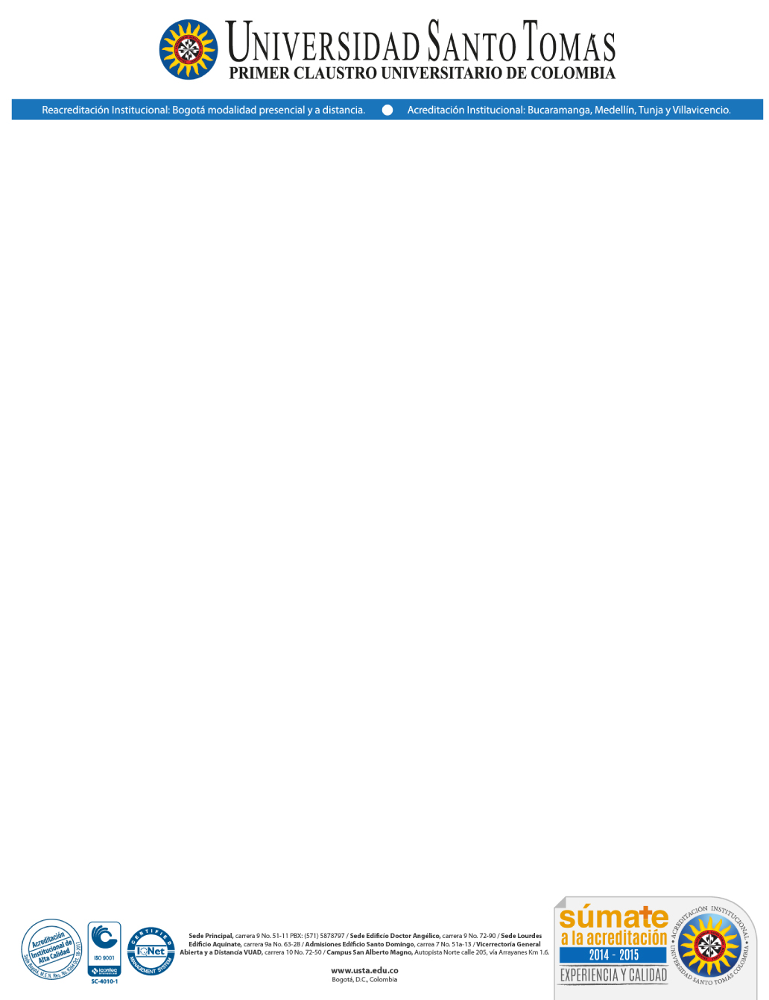 UNIVERSIDAD SANTO TOMÁS
PRIMER CLAUSTRO UNIVERSITARIO DE COLOMBIA
Reacreditación Institucional: Bogotá modalidad presencial y a distancia. Acreditación Institucional: Bucaramanga, Medellín, Tunja y Villavicencio.
Acreditación
Institucional de
Alta Calidad
Sede Bogotá, M.E.N. Res. No.
ISO 9001
icontec
SC-4010-1
CERTIFIED
IQNet
MANAGEMENT SYSTEM
Sede Principal, carrera 9 No. 51-11 PBX: (571) 5878797 / Sede Edificio Doctor Angélico, carrera 9 No. 72-90 / Sede Lourdes
Edificio Aquinate, carrera 9a No. 63-28 / Admisiones Edificio Santo Domingo, carrea 7 No. 51a-13 / Vicerrectoría General
Abierta y a Distancia VUAD, carrera 10 No. 72-50 / Campus San Alberto Magno, Autopista Norte calle 205, vía Arrayanes Km 1.6.
www.usta.edu.co
Bogotá, D.C., Colombia
súmate
a la acreditación
2014 - 2015
EXPERIENCIA Y CALIDAD
ACREDITACIÓN INSTITUCIONAL
UNIVERSIDAD SANTO TOMÁS COLOMBIA